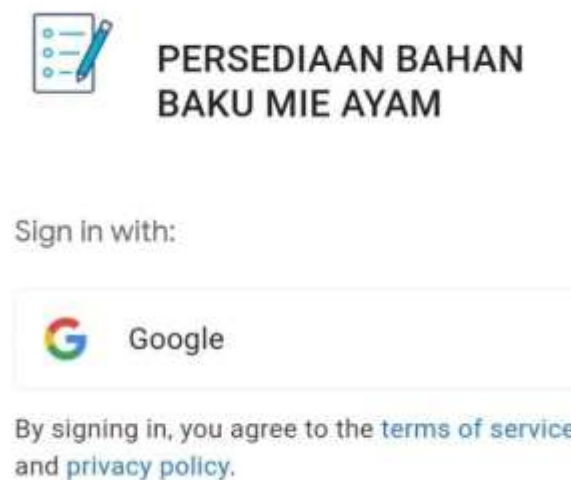 PERSEDIAAN BAHAN
BAKU MIE AYAM
Sign in with:
Google
By signing in, you agree to the terms of service
and privacy policy.